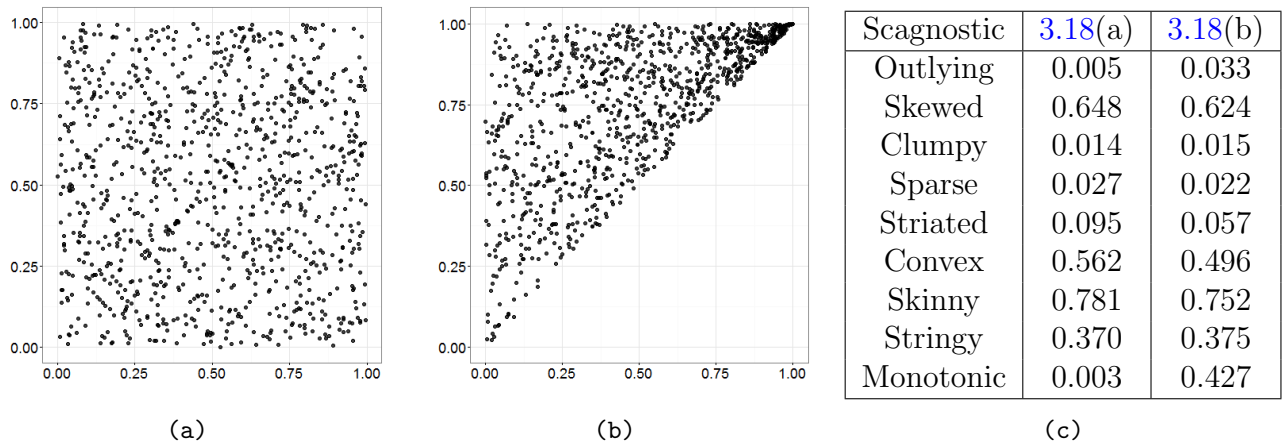 1.00
0.75
0.50
0.25
0.00
0.00 0.25 0.50 0.75 1.00
(a)
1.00
0.75
0.50
0.25
0.00
0.00 0.25 0.50 0.75 1.00
(b)
Scagnostic 3.18(a) 3.18(b)
Outlying 0.005 0.033
Skewed 0.648 0.624
Clumpy 0.014 0.015
Sparse 0.027 0.022
Striated 0.095 0.057
Convex 0.562 0.496
Skinny 0.781 0.752
Stringy 0.370 0.375
Monotonic 0.003 0.427
(c)